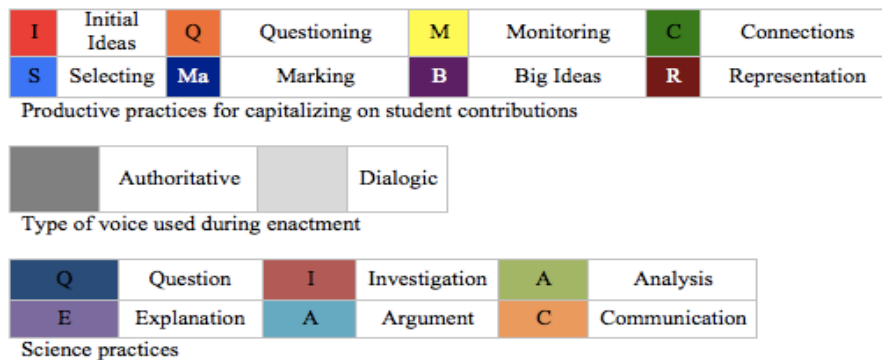 I Initial Ideas Q Questioning M Monitoring C Connections
S Selecting Ma Marking B Big Ideas R Representation
Productive practices for capitalizing on student contributions
Authoritative Dialogic
Type of voice used during enactment
Q Question I Investigation A Analysis
E Explanation A Argument C Communication
Science practices